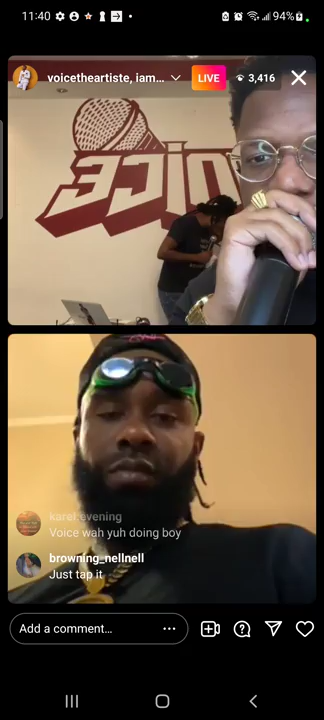 11:40
94%
voicetheartiste, iam...
LIVE
3,416
karel.evening
Voice wah yuh doing boy
browning_nellnell
Just tap it
Add a comment...